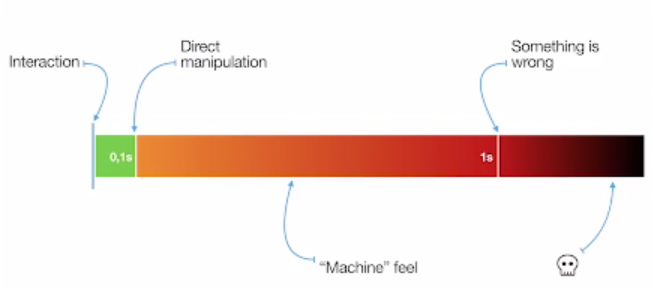 Direct
manipulation
Something is
wrong
Interaction
0,1s
1s
“Machine” feel